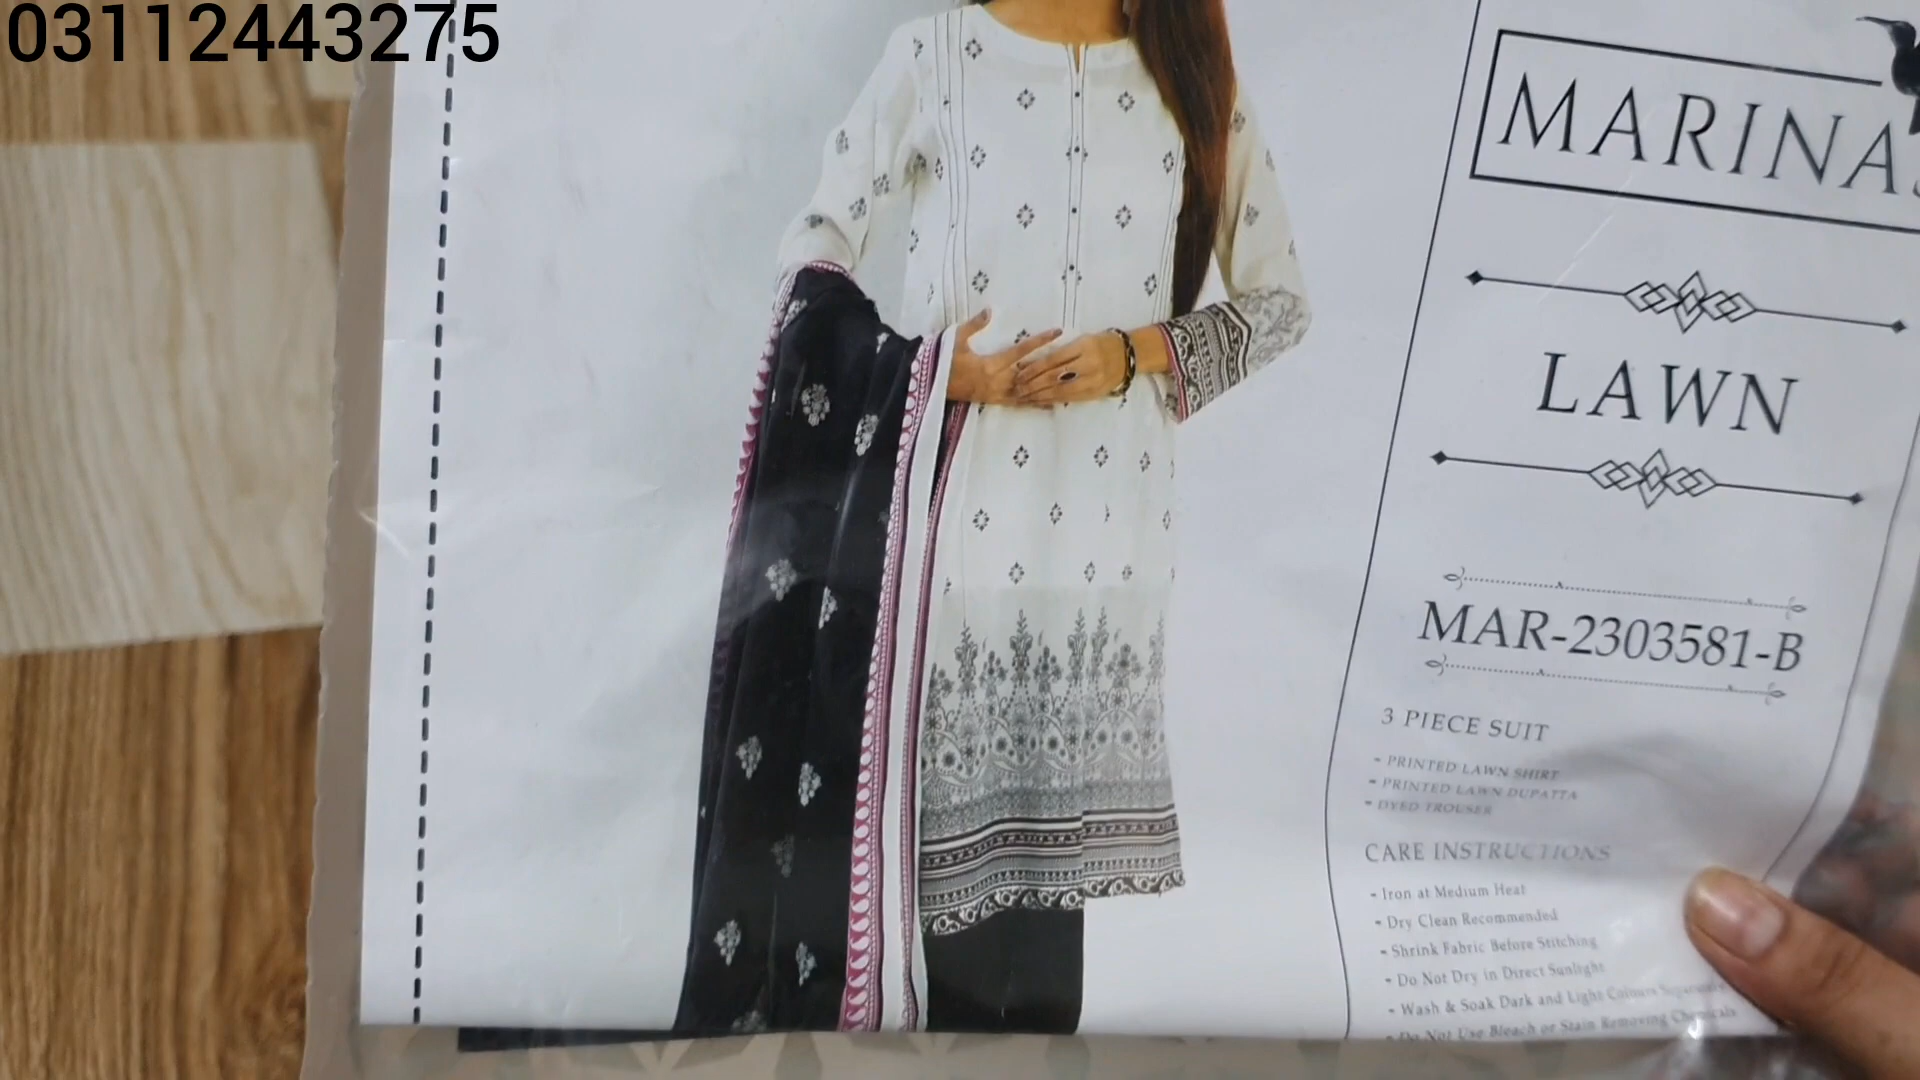 03112443275
MARINAS
LAWN
MAR-2303581-B
3 PIECE SUIT
- PRINTED LAWN SHIRT
- PRINTED LAWN DUPATTA
- DYED TROUSER
CARE INSTRUCTIONS
- Iron at Medium Heat
- Dry Clean Recommended
- Shrink Fabric Before Stitching
- Do Not Dry in Direct Sunlight
- Wash & Soak Dark and Light Colours Separately
- Do Not Use Bleach or Stain Removing Chemicals